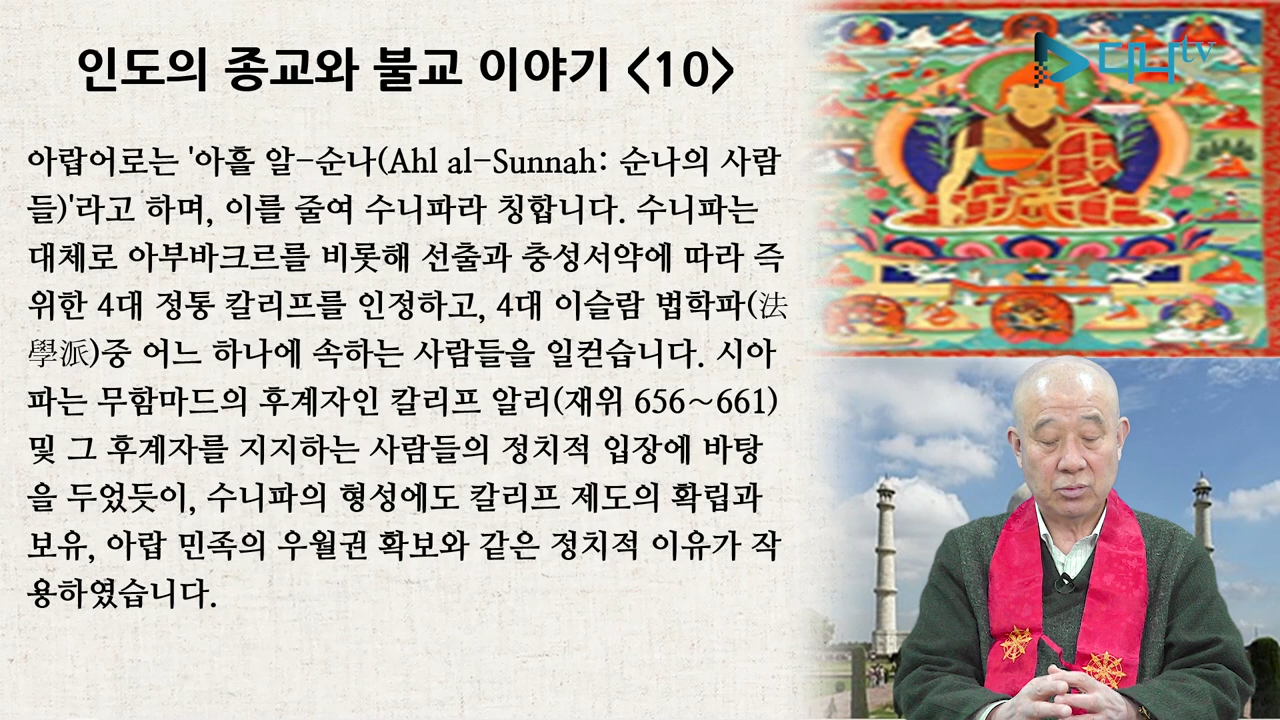 인도의 종교와 불교 이야기 <10>
다나tv
아랍어로는 '아흘 알-순나(Ahl al-Sunnah: 순나의 사람
들)'라고 하며, 이를 줄여 수니파라 칭합니다. 수니파는
대체로 아부바크르를 비롯해 선출과 충성서약에 따라 즉
위한 4대 정통 칼리프를 인정하고, 4대 이슬람 법학파(法
學派)중 어느 하나에 속하는 사람들을 일컫습니다. 시아
파는 무함마드의 후계자인 칼리프 알리(재위 656~661)
및 그 후계자를 지지하는 사람들의 정치적 입장에 바탕
을 두었듯이, 수니파의 형성에도 칼리프 제도의 확립과
보유, 아랍 민족의 우월권 확보와 같은 정치적 이유가 작
용하였습니다.